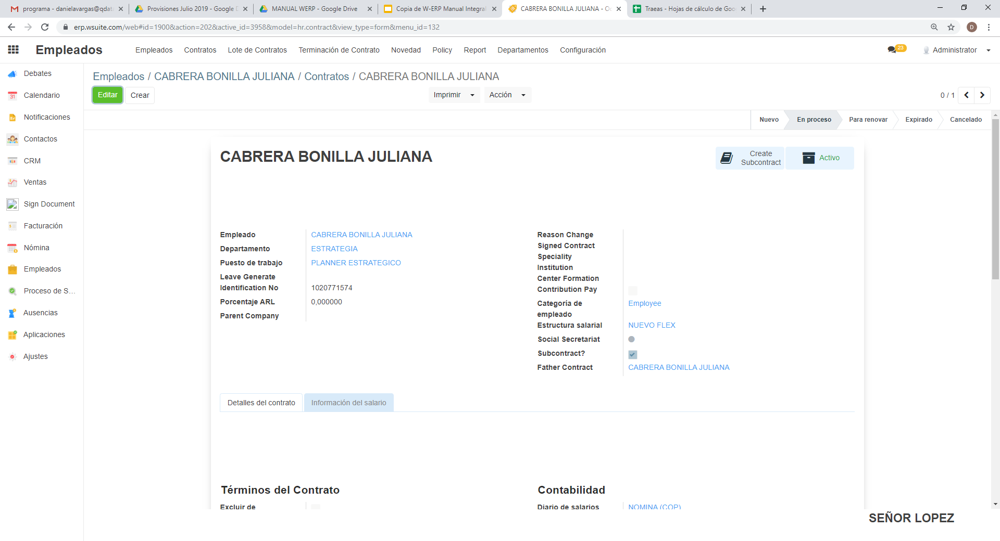 programa - danielavargas@qdat
Provisiones Julio 2019 - Google D
MANUAL WERP - Google Drive
Copia de W-ERP Manual Integral
CABRERA BONILLA JULIANA - Od
Traeas - Hojas de cálculo de Goo
erp.wsuite.com/web#id=1900&action=202&active_id=3958&model=hr.contract&view_type=form&menu_id=132
D
Empleados
Empleados Contratos Lote de Contratos Terminación de Contrato Novedad Policy Report Departamentos Configuración
23
Administrator
Debates
31
Calendario
Notificaciones
Contactos
CRM
Ventas
Sign Document
Facturación
Nómina
Empleados
Proceso de S...
Ausencias
Aplicaciones
Ajustes
Empleados / CABRERA BONILLA JULIANA / Contratos / CABRERA BONILLA JULIANA
Editar Crear
Imprimir Acción
0 / 1
Nuevo En proceso Para renovar Expirado Cancelado
CABRERA BONILLA JULIANA
Create
Subcontract
Activo
Empleado CABRERA BONILLA JULIANA
Departamento ESTRATEGIA
Puesto de trabajo PLANNER ESTRATEGICO
Leave Generate
Identification No 1020771574
Porcentaje ARL 0,000000
Parent Company
Reason Change
Signed Contract
Speciality
Institution
Center Formation
Contribution Pay
Categoría de
empleado
Employee
Estructura salarial NUEVO FLEX
Social Secretariat
Subcontract?
Father Contract CABRERA BONILLA JULIANA
Detalles del contrato Información del salario
Términos del Contrato
Excluir de
Contabilidad
Diario de salarios NOMINA (COP)
SEÑOR LOPEZ